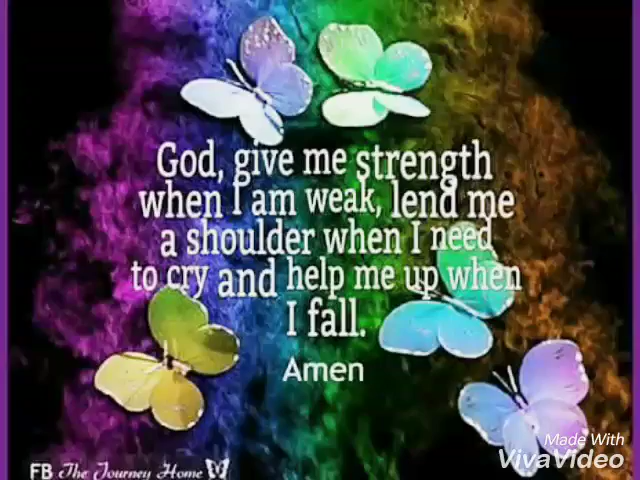 God, give me strength
when I am weak, lend me
a shoulder when I need
to cry and help me up when
I fall.
Amen
FB The Journey Home
Made With
VivaVideo